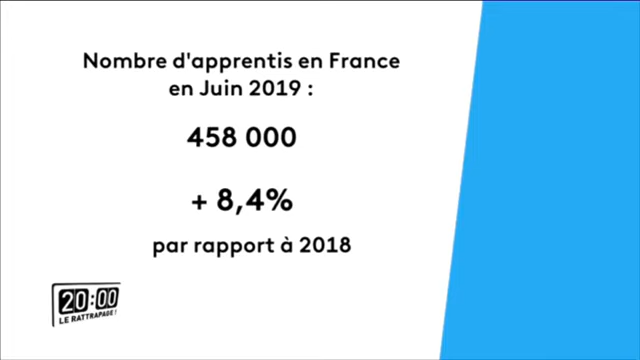 Nombre d'apprentis en France
en Juin 2019 :
458 000
+ 8,4%
par rapport à 2018
20:00
LE RATTRAPAGE !